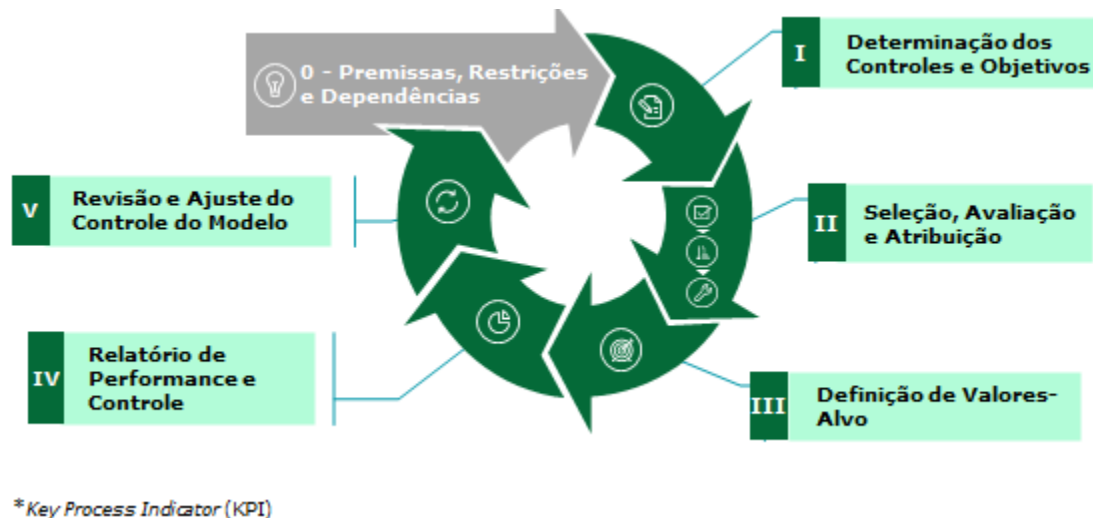 0 - Premissas, Restrições
e Dependências
I
Determinação dos
Controles e Objetivos
II
Seleção, Avaliação
e Atribuição
III
Definição de Valores-
Alvo
IV
Relatório de
Performance e
Controle
V
Revisão e Ajuste do
Controle do Modelo
*Key Process Indicator (KPI)